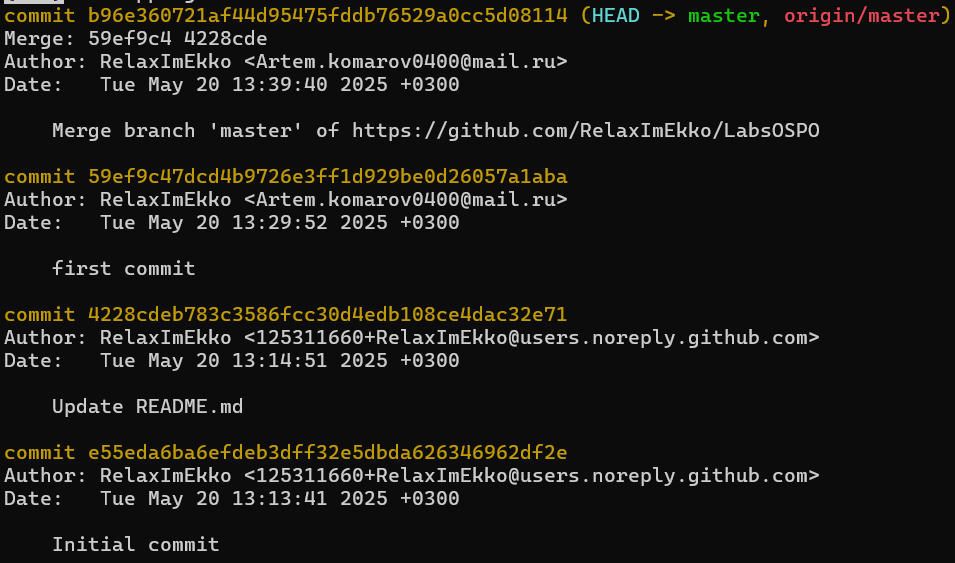 commit b96e360721af44d95475fddb76529a0cc5d08114 (HEAD -> master, origin/master)
Merge: 59ef9c4 4228cde
Author: RelaxImEkko <Artem.komarov0400@mail.ru>
Date:   Tue May 20 13:39:40 2025 +0300
    Merge branch 'master' of https://github.com/RelaxImEkko/LabsOSPO
commit 59ef9c47dcd4b9726e3ff1d929be0d26057a1aba
Author: RelaxImEkko <Artem.komarov0400@mail.ru>
Date:   Tue May 20 13:29:52 2025 +0300
    first commit
commit 4228cdeb783c3586fcc30d4edb108ce4dac32e71
Author: RelaxImEkko <125311660+RelaxImEkko@users.noreply.github.com>
Date:   Tue May 20 13:14:51 2025 +0300
    Update README.md
commit e55eda6ba6efdeb3dff32e5dbda626346962df2e
Author: RelaxImEkko <125311660+RelaxImEkko@users.noreply.github.com>
Date:   Tue May 20 13:13:41 2025 +0300
    Initial commit